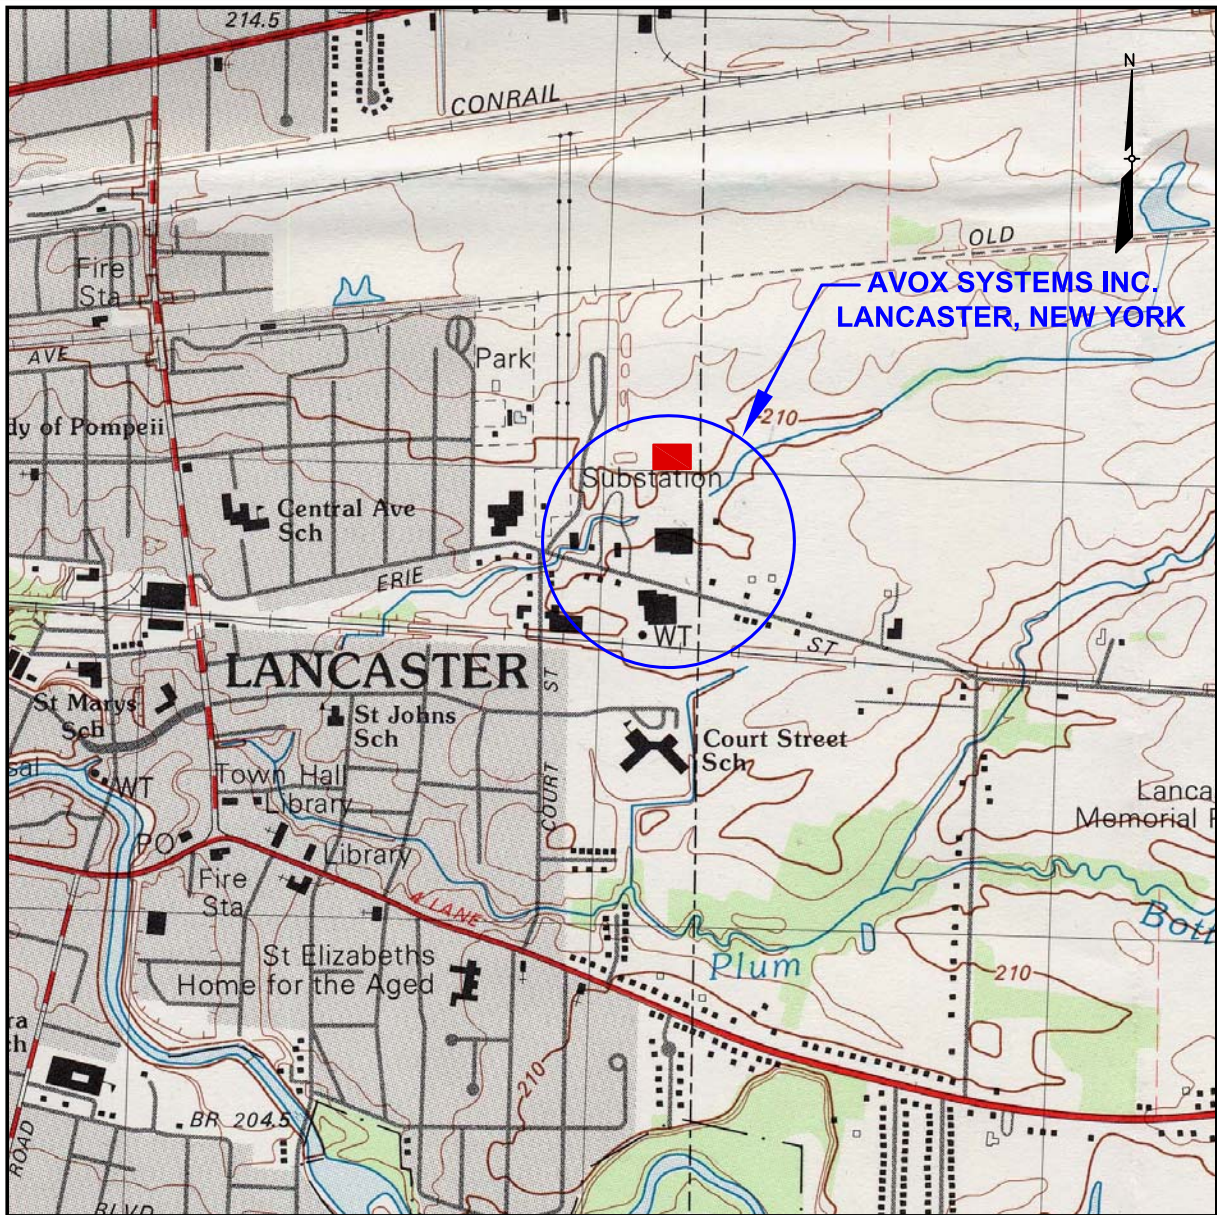 214.5
CONRAIL
N
OLD
Fire
Sta
AVOX SYSTEMS INC.
LANCASTER, NEW YORK
AVE
Park
210
dy of Pompeii
Substation
Central Ave
Sch
ERIE
ST
WT
LANCASTER
ST
St Marys
Sch
St Johns
Sch
Court Street
Sch
sal
WT
Town Hall
Library
COURT
Lanca
Memorial P
PO
Library
Fire
Sta
4 LANE
Bott
St Elizabeths
Home for the Aged
Plum
210
ra
ch
210
BR 204.5
ROAD
BLVD